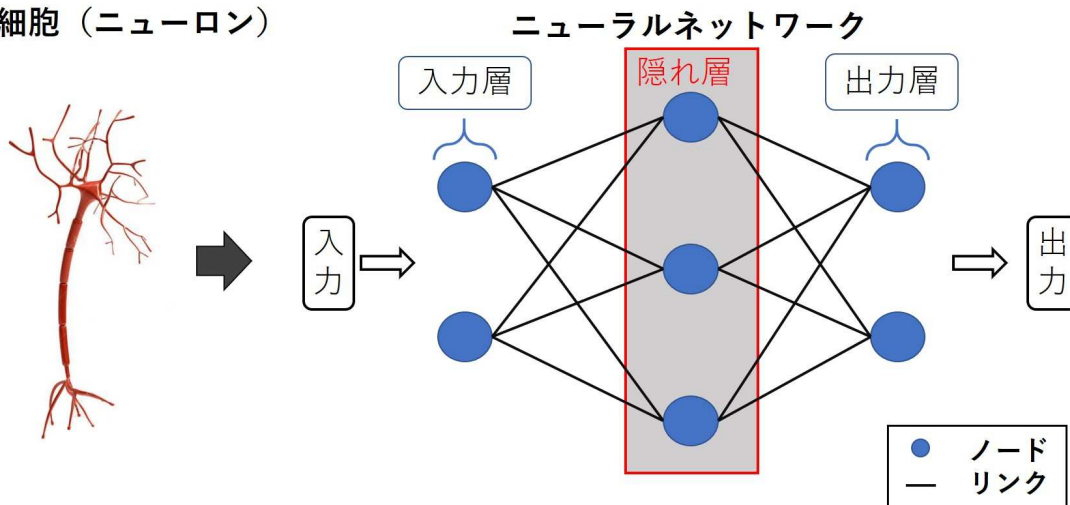 細胞（ニューロン）
ニューラルネットワーク
入力層
隠れ層
出力層
入力
出力
ノード
リンク